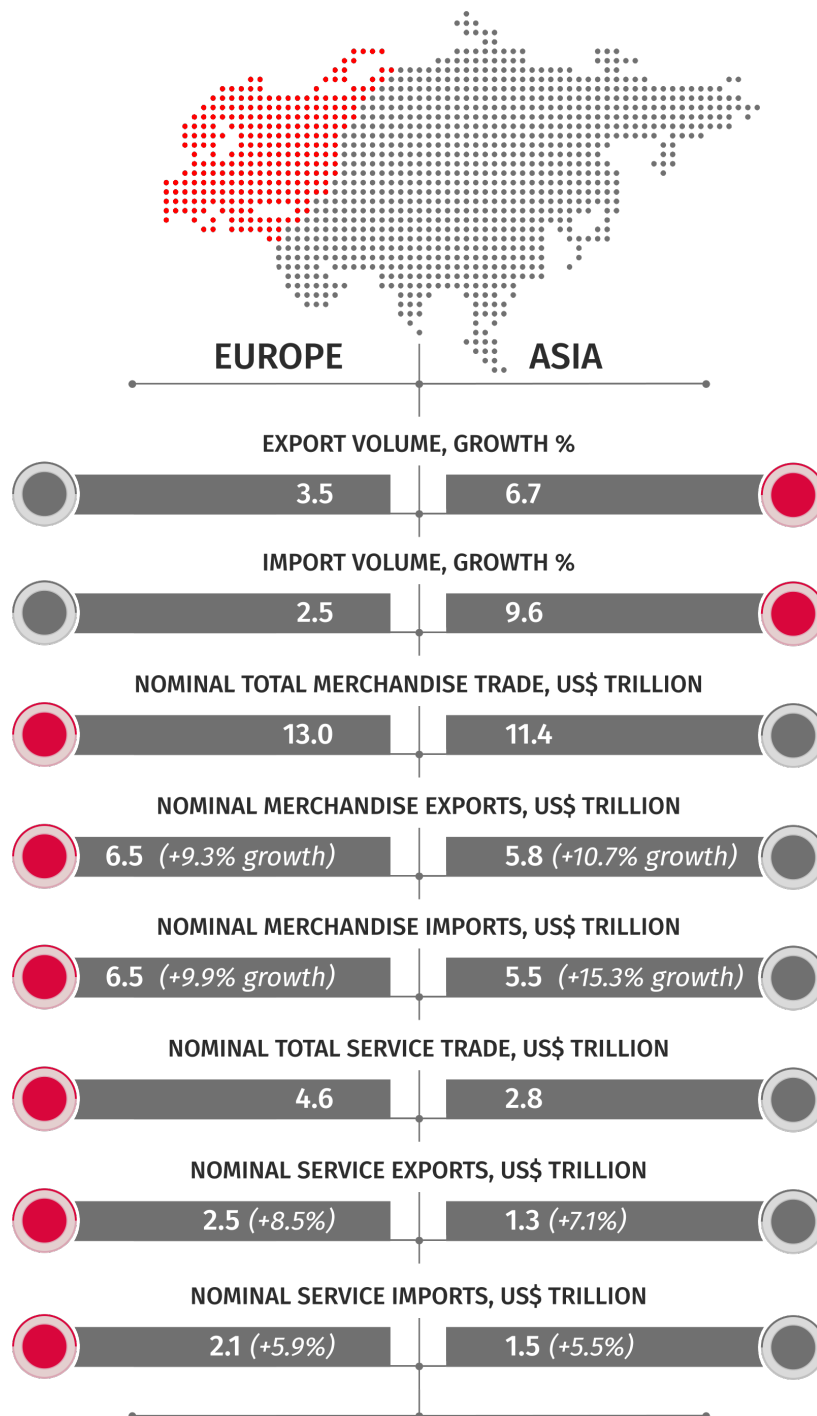 EUROPE ASIA
EXPORT VOLUME, GROWTH %
3.5 6.7
IMPORT VOLUME, GROWTH %
2.5 9.6
NOMINAL TOTAL MERCHANDISE TRADE, US$ TRILLION
13.0 11.4
NOMINAL MERCHANDISE EXPORTS, US$ TRILLION
6.5 (+9.3% growth) 5.8 (+10.7% growth)
NOMINAL MERCHANDISE IMPORTS, US$ TRILLION
6.5 (+9.9% growth) 5.5 (+15.3% growth)
NOMINAL TOTAL SERVICE TRADE, US$ TRILLION
4.6 2.8
NOMINAL SERVICE EXPORTS, US$ TRILLION
2.5 (+8.5%) 1.3 (+7.1%)
NOMINAL SERVICE IMPORTS, US$ TRILLION
2.1 (+5.9%) 1.5 (+5.5%)